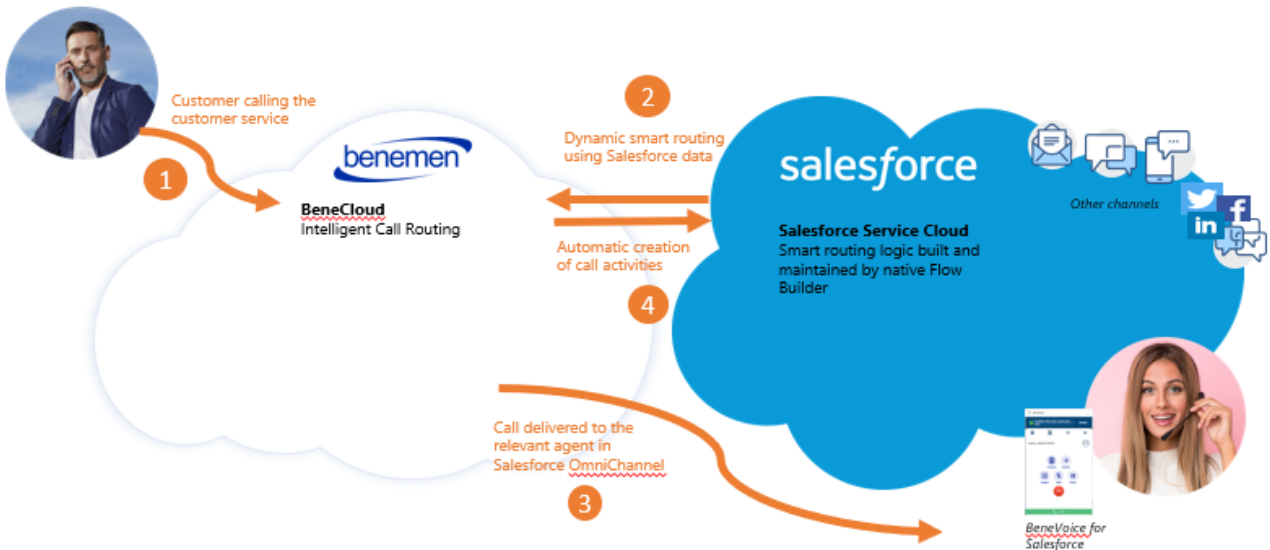 Customer calling the
customer service
1
benemen
BeneCloud
Intelligent Call Routing
2
Dynamic smart routing
using Salesforce data
Automatic creation
of call activities
4
salesforce
Salesforce Service Cloud
Smart routing logic built and
maintained by native Flow
Builder
Other channels
f
in
Call delivered to the
relevant agent in
Salesforce OmniChannel
3
BeneVoice for
Salesforce